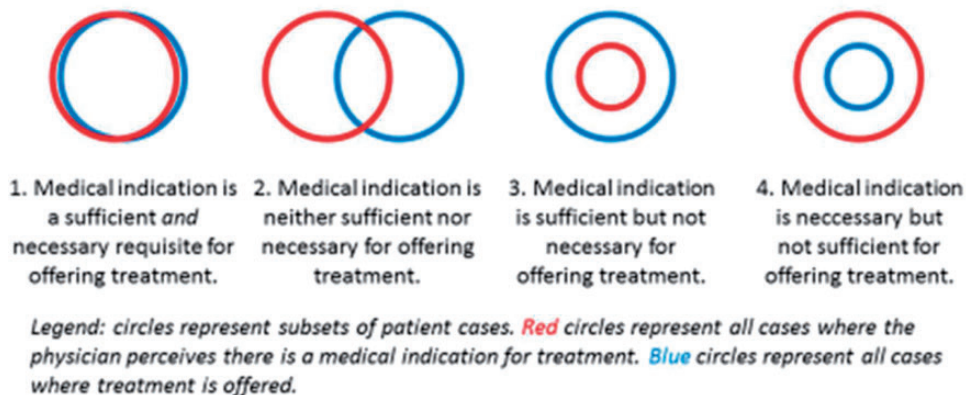 1. Medical indication is
a sufficient and
necessary requisite for
offering treatment.
2. Medical indication is
neither sufficient nor
necessary for offering
treatment.
3. Medical indication
is sufficient but not
necessary for
offering treatment.
4. Medical indication
is neccessary but
not sufficient for
offering treatment.
Legend: circles represent subsets of patient cases. Red circles represent all cases where the
physician perceives there is a medical indication for treatment. Blue circles represent all cases
where treatment is offered.